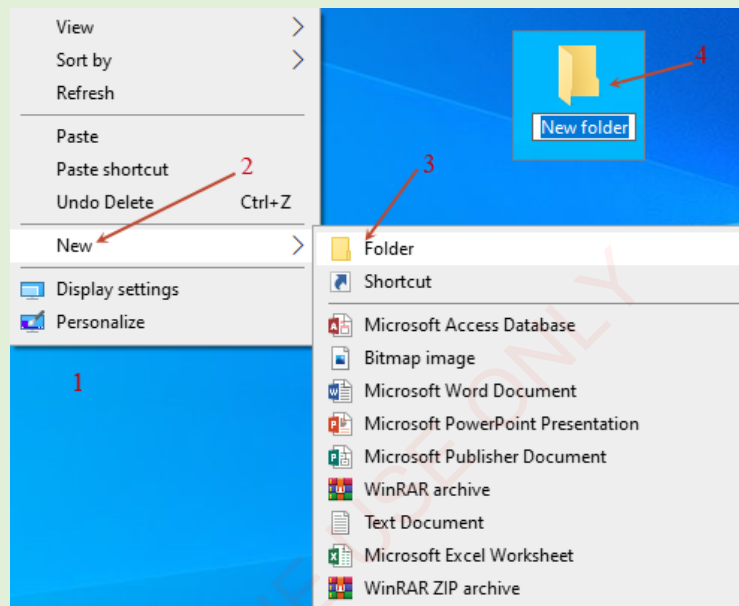 View
Sort by
Refresh
Paste
Paste shortcut
Undo Delete Ctrl+Z
New
Display settings
Personalize
1
2
3
4
New folder
Folder
Shortcut
Microsoft Access Database
Bitmap image
Microsoft Word Document
Microsoft PowerPoint Presentation
Microsoft Publisher Document
WinRAR archive
Text Document
Microsoft Excel Worksheet
WinRAR ZIP archive
USE ONLY